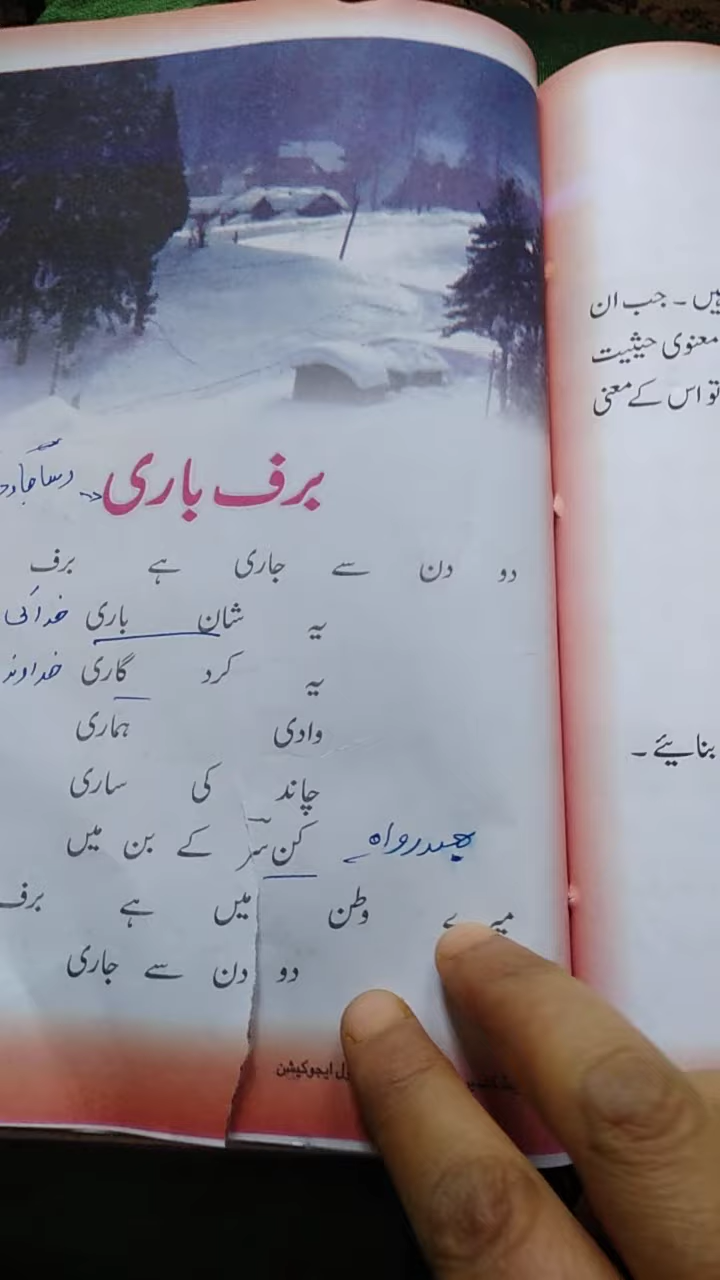 برف باری
دو دن سے جاری ہے برف
یہ شان باری
خدا کی
یہ کرد گاری
وادی ہماری
چاند کی ساری
کن سر کے بن میں
بھدرواہ
میرے وطن میں ہے برف
دو دن سے جاری
ایجوکیشن
ہیں ۔ جب ان
معنوی حیثیت
تو اس کے معنی
بنایئے ۔